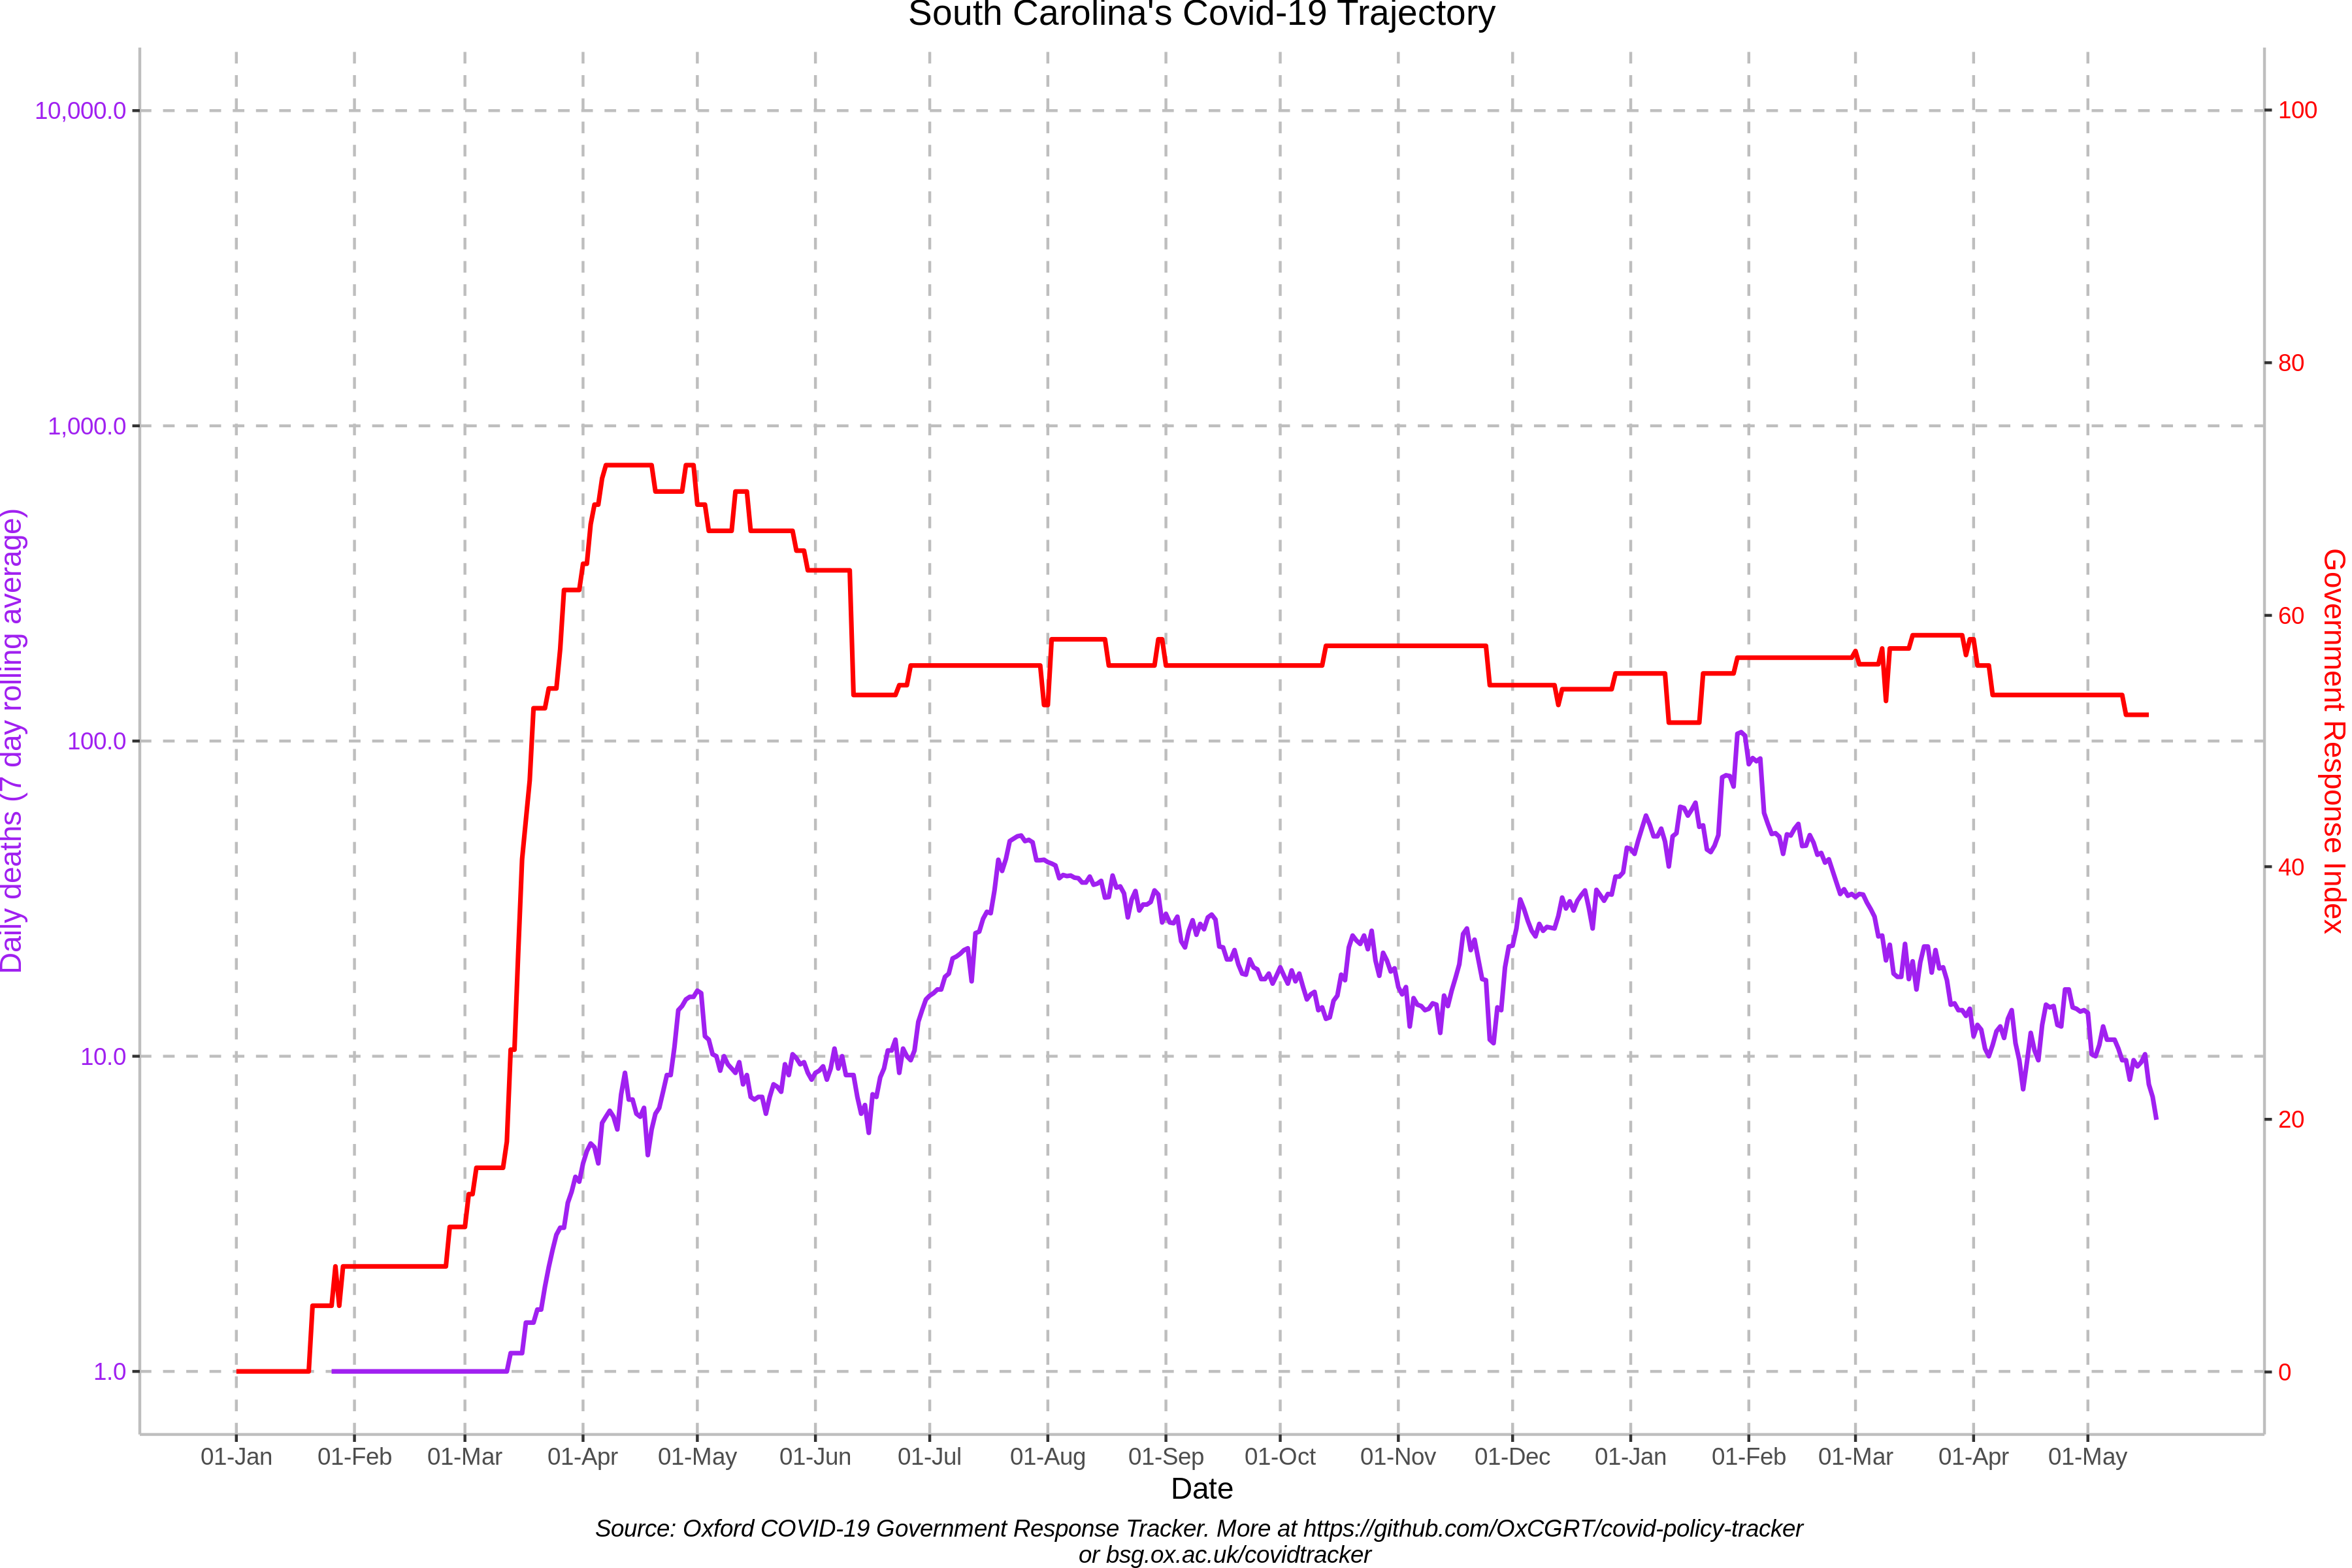 South Carolina's Covid-19 Trajectory
10,000.0
1,000.0
100.0
10.0
1.0
Daily deaths (7 day rolling average)
100
80
60
40
20
0
Government Response Index
01-Jan 01-Feb 01-Mar 01-Apr 01-May 01-Jun 01-Jul 01-Aug 01-Sep 01-Oct 01-Nov 01-Dec 01-Jan 01-Feb 01-Mar 01-Apr 01-May
Date
Source: Oxford COVID-19 Government Response Tracker. More at https://github.com/OxCGRT/covid-policy-tracker
or bsg.ox.ac.uk/covidtracker